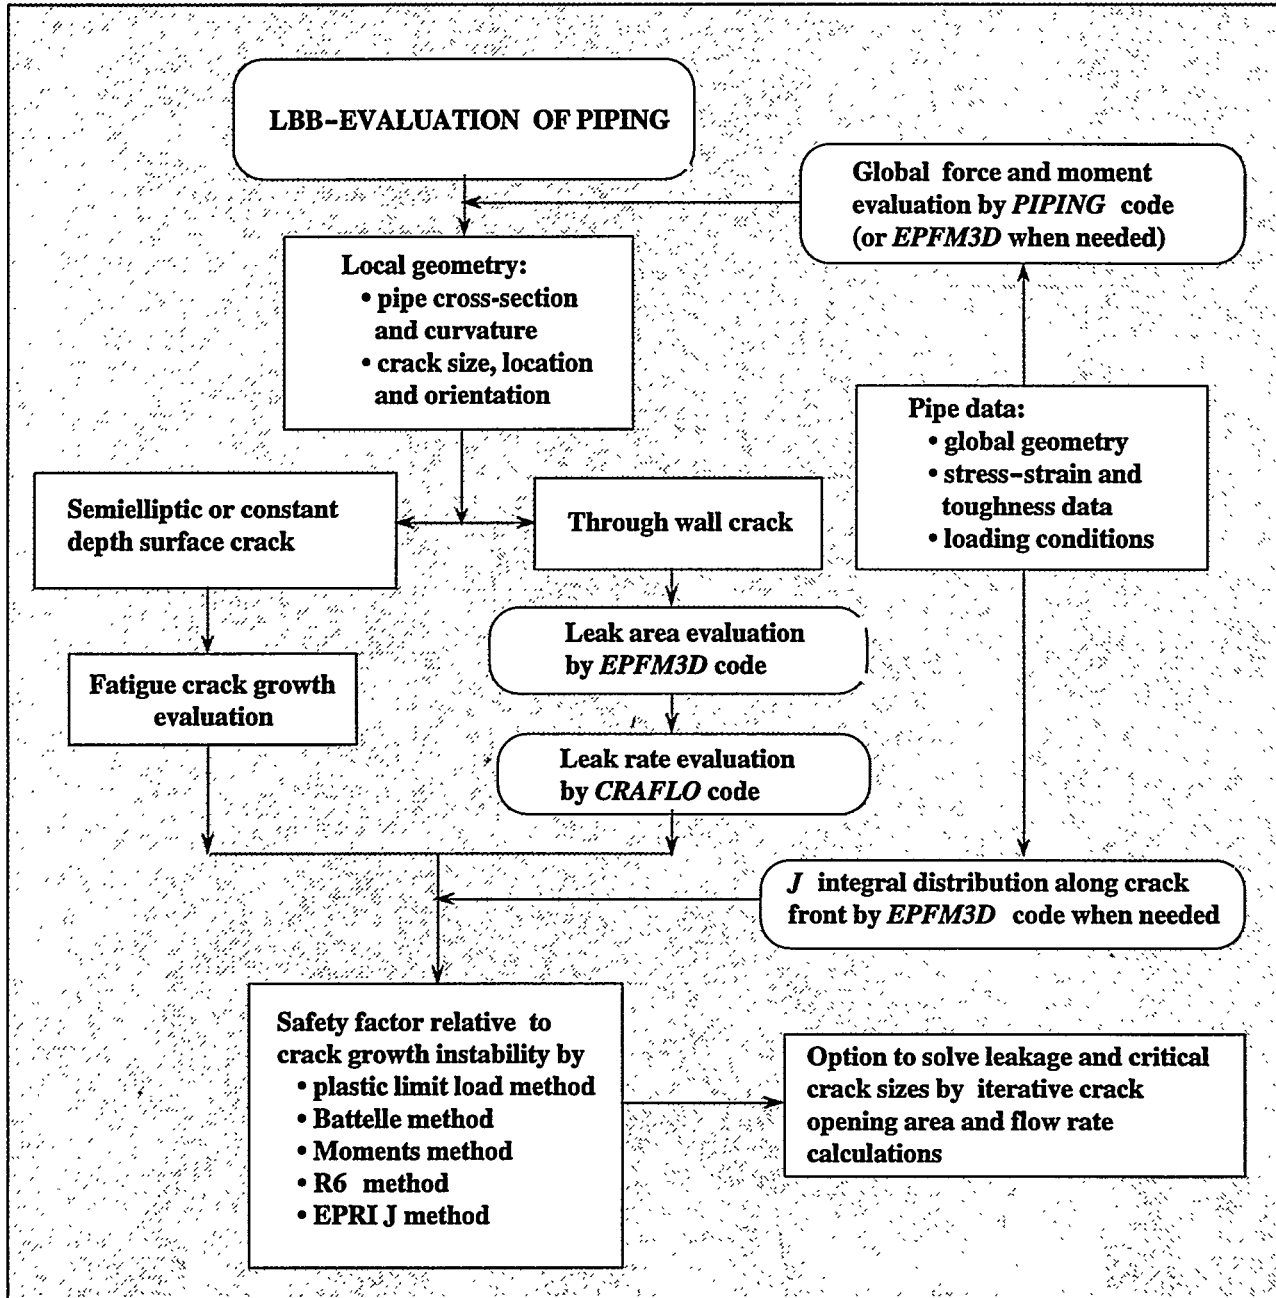 LBB-EVALUATION OF PIPING
Global force and moment
evaluation by PIPING code
(or EPFM3D when needed)
Local geometry:
• pipe cross-section
and curvature
• crack size, location
and orientation
Pipe data:
• global geometry
• stress-strain and
toughness data
• loading conditions
Semielliptic or constant
depth surface crack
Through wall crack
Leak area evaluation
by EPFM3D code
Fatigue crack growth
evaluation
Leak rate evaluation
by CRAFLO code
J integral distribution along crack
front by EPFM3D code when needed
Safety factor relative to
crack growth instability by
• plastic limit load method
• Battelle method
• Moments method
• R6 method
• EPRI J method
Option to solve leakage and critical
crack sizes by iterative crack
opening area and flow rate
calculations